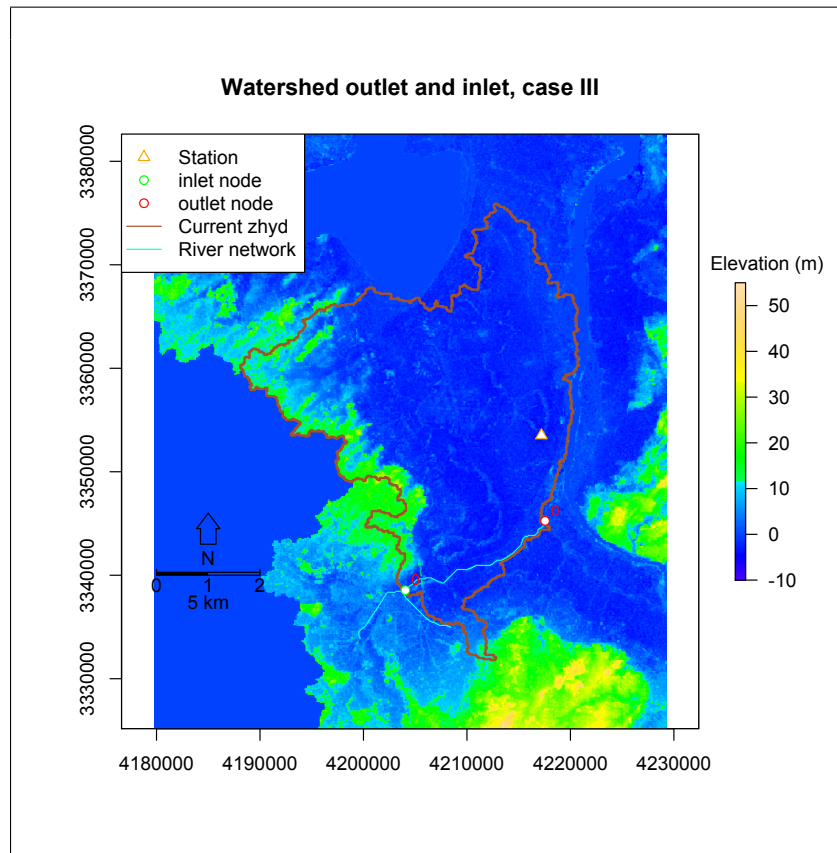 Watershed outlet and inlet, case III
Station
inlet node
outlet node
Current zhyd
River network
3330000
3340000
3350000
3360000
3370000
3380000
4180000 4190000 4200000 4210000 4220000 4230000
N
0 1 2
5 km
0
0
Elevation (m)
50
40
30
20
10
0
-10